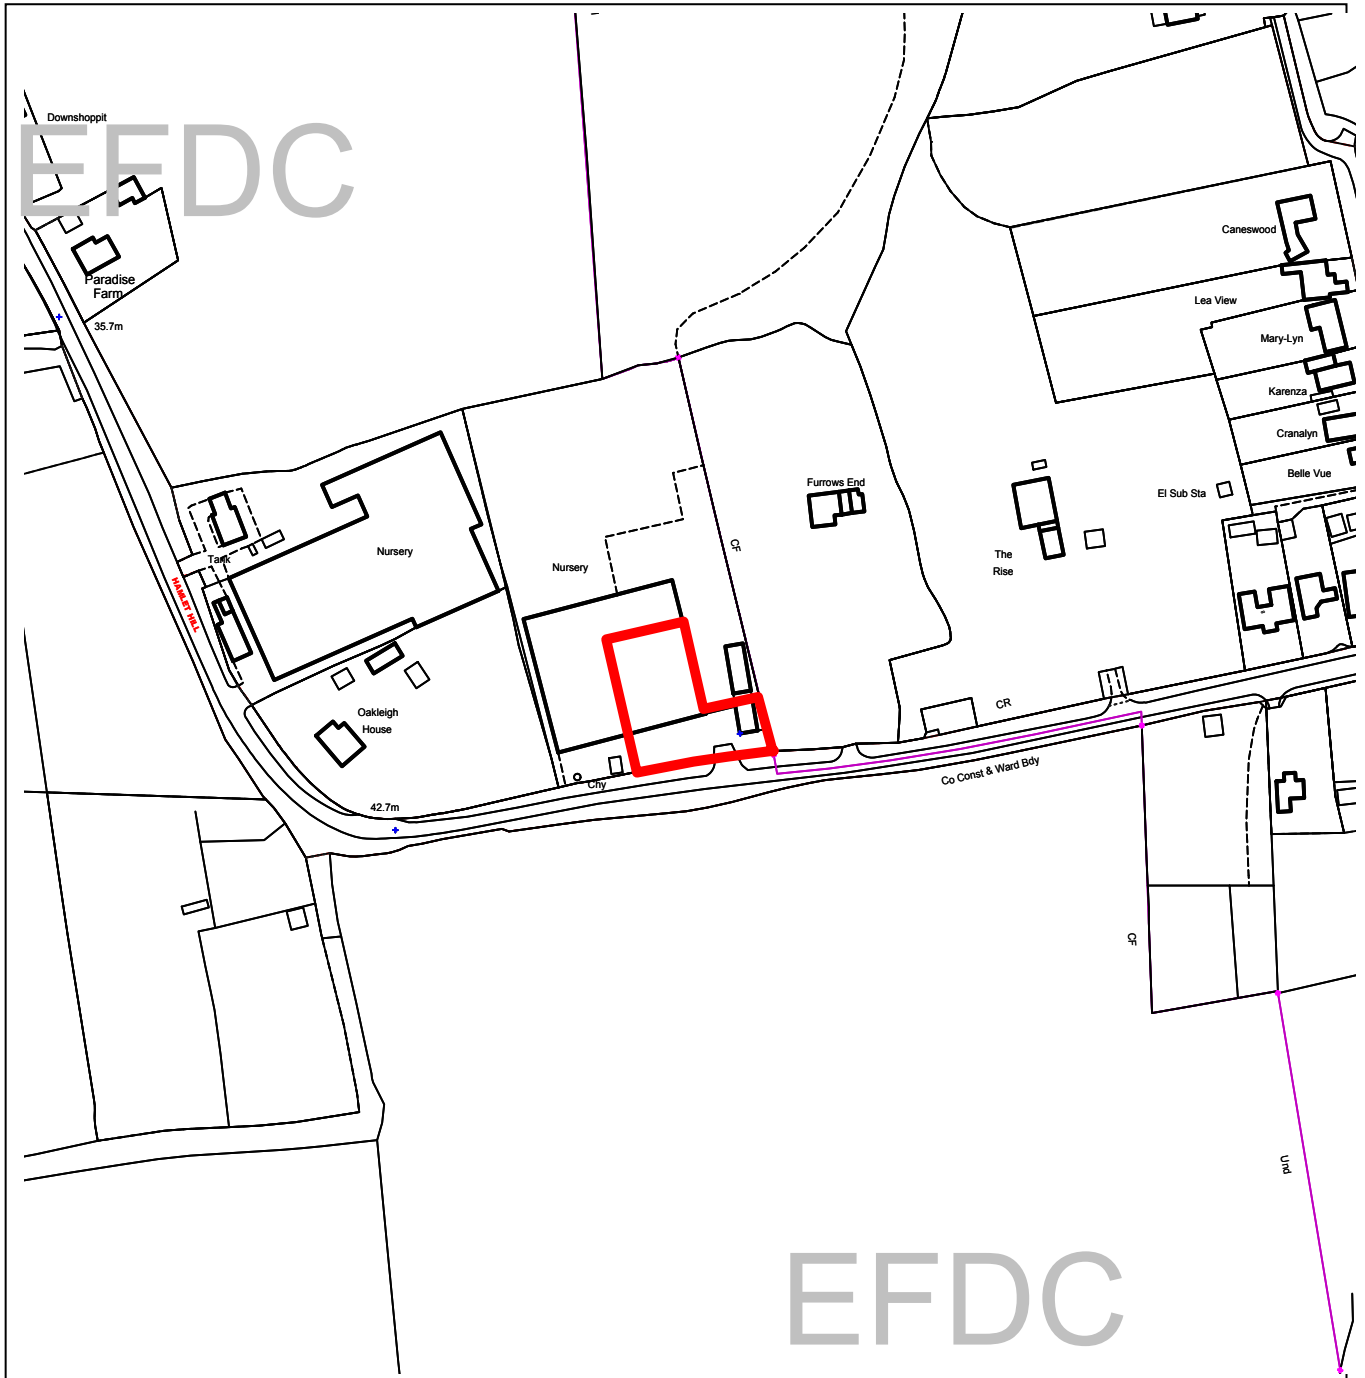 Downshoppit
EFDC
Caneswood
Paradise
Farm
Lea View
35.7m
Mary-Lyn
Karenza
Cranalyn
Belle Vue
Furrows End
El Sub Sta
CF
Nursery
Tank
The
Rise
Nursery
HAMLET HILL
CR
Oakleigh
House
Co Const & Ward Bdy
Chy
42.7m
CF
Und
EFDC